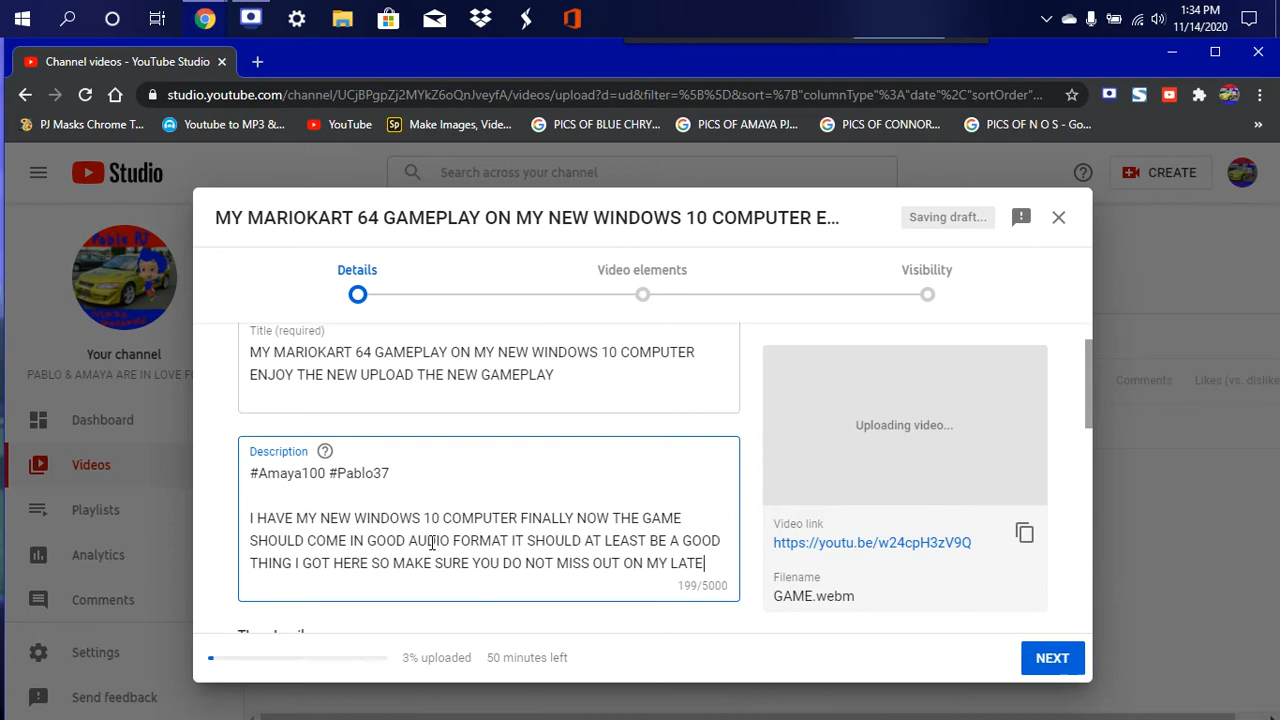 1:34 PM
11/14/2020
Channel videos - YouTube Studio
studio.youtube.com/channel/UCjBPgpZj2MYkZ6oQnJveyfA/videos/upload?d=ud&filter=%5B%5D&sort=%7B"columnType"%3A"date"%2C"sortOrder"...
PJ Masks Chrome T...
Youtube to MP3 &...
YouTube
Sp
Make Images, Vide...
PICS OF BLUE CHRY...
PICS OF AMAYA PJ...
PICS OF CONNOR...
PICS OF N O S - Go...
»
Studio
Search across your channel
CREATE
MY MARIOKART 64 GAMEPLAY ON MY NEW WINDOWS 10 COMPUTER E...
Saving draft...
Details
Video elements
Visibility
Your channel
PABLO & AMAYA ARE IN LOVE F
Dashboard
Videos
Playlists
Analytics
Comments
Settings
Send feedback
Comments
Likes (vs. dislike
Title (required)
MY MARIOKART 64 GAMEPLAY ON MY NEW WINDOWS 10 COMPUTER
ENJOY THE NEW UPLOAD THE NEW GAMEPLAY
Description
#Amaya100 #Pablo37
I HAVE MY NEW WINDOWS 10 COMPUTER FINALLY NOW THE GAME
SHOULD COME IN GOOD AUDIO FORMAT IT SHOULD AT LEAST BE A GOOD
THING I GOT HERE SO MAKE SURE YOU DO NOT MISS OUT ON MY LATE
199/5000
Uploading video...
Video link
https://youtu.be/w24cpH3zV9Q
Filename
GAME.webm
3% uploaded
50 minutes left
NEXT